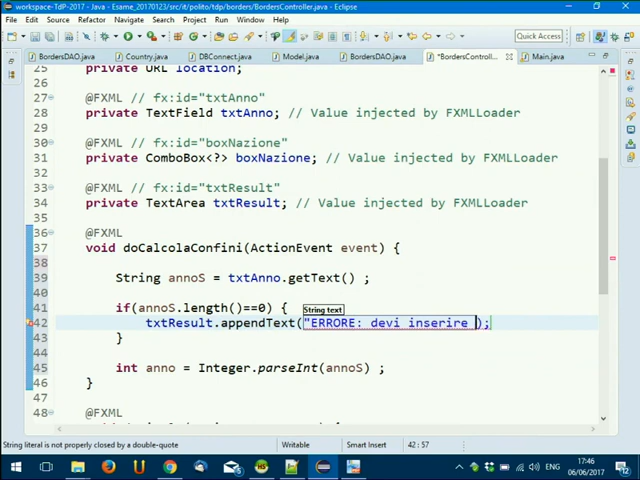 workspace-TdP-2017 - Java - Esame_20170123/src/it/polito/tdp/borders/BordersController.java - Eclipse
File Edit Source Refactor Navigate Search Project Run Window Help
Quick Access
BordersDAO.java Country.java DBConnect.java Model.java BordersDAO.java *BordersControll... Main.java
25 private URL location;
26
27 @FXML // fx:id="txtAnno"
28 private TextField txtAnno; // Value injected by FXMLLoader
29
30 @FXML // fx:id="boxNazione"
31 private ComboBox<?> boxNazione; // Value injected by FXMLLoader
32
33 @FXML // fx:id="txtResult"
34 private TextArea txtResult; // Value injected by FXMLLoader
35
36 @FXML
37 void doCalcolaConfini(ActionEvent event) {
38
39 String annoS = txtAnno.getText() ;
40
41 if(annoS.length()==0) {
String text
42 txtResult.appendText("ERRORE: devi inserire );
43 }
44
45 int anno = Integer.parseInt(annoS) ;
46 }
47
48 @FXML
String literal is not properly closed by a double-quote Writable Smart Insert 42 : 57
ENG 17:46
06/06/2017